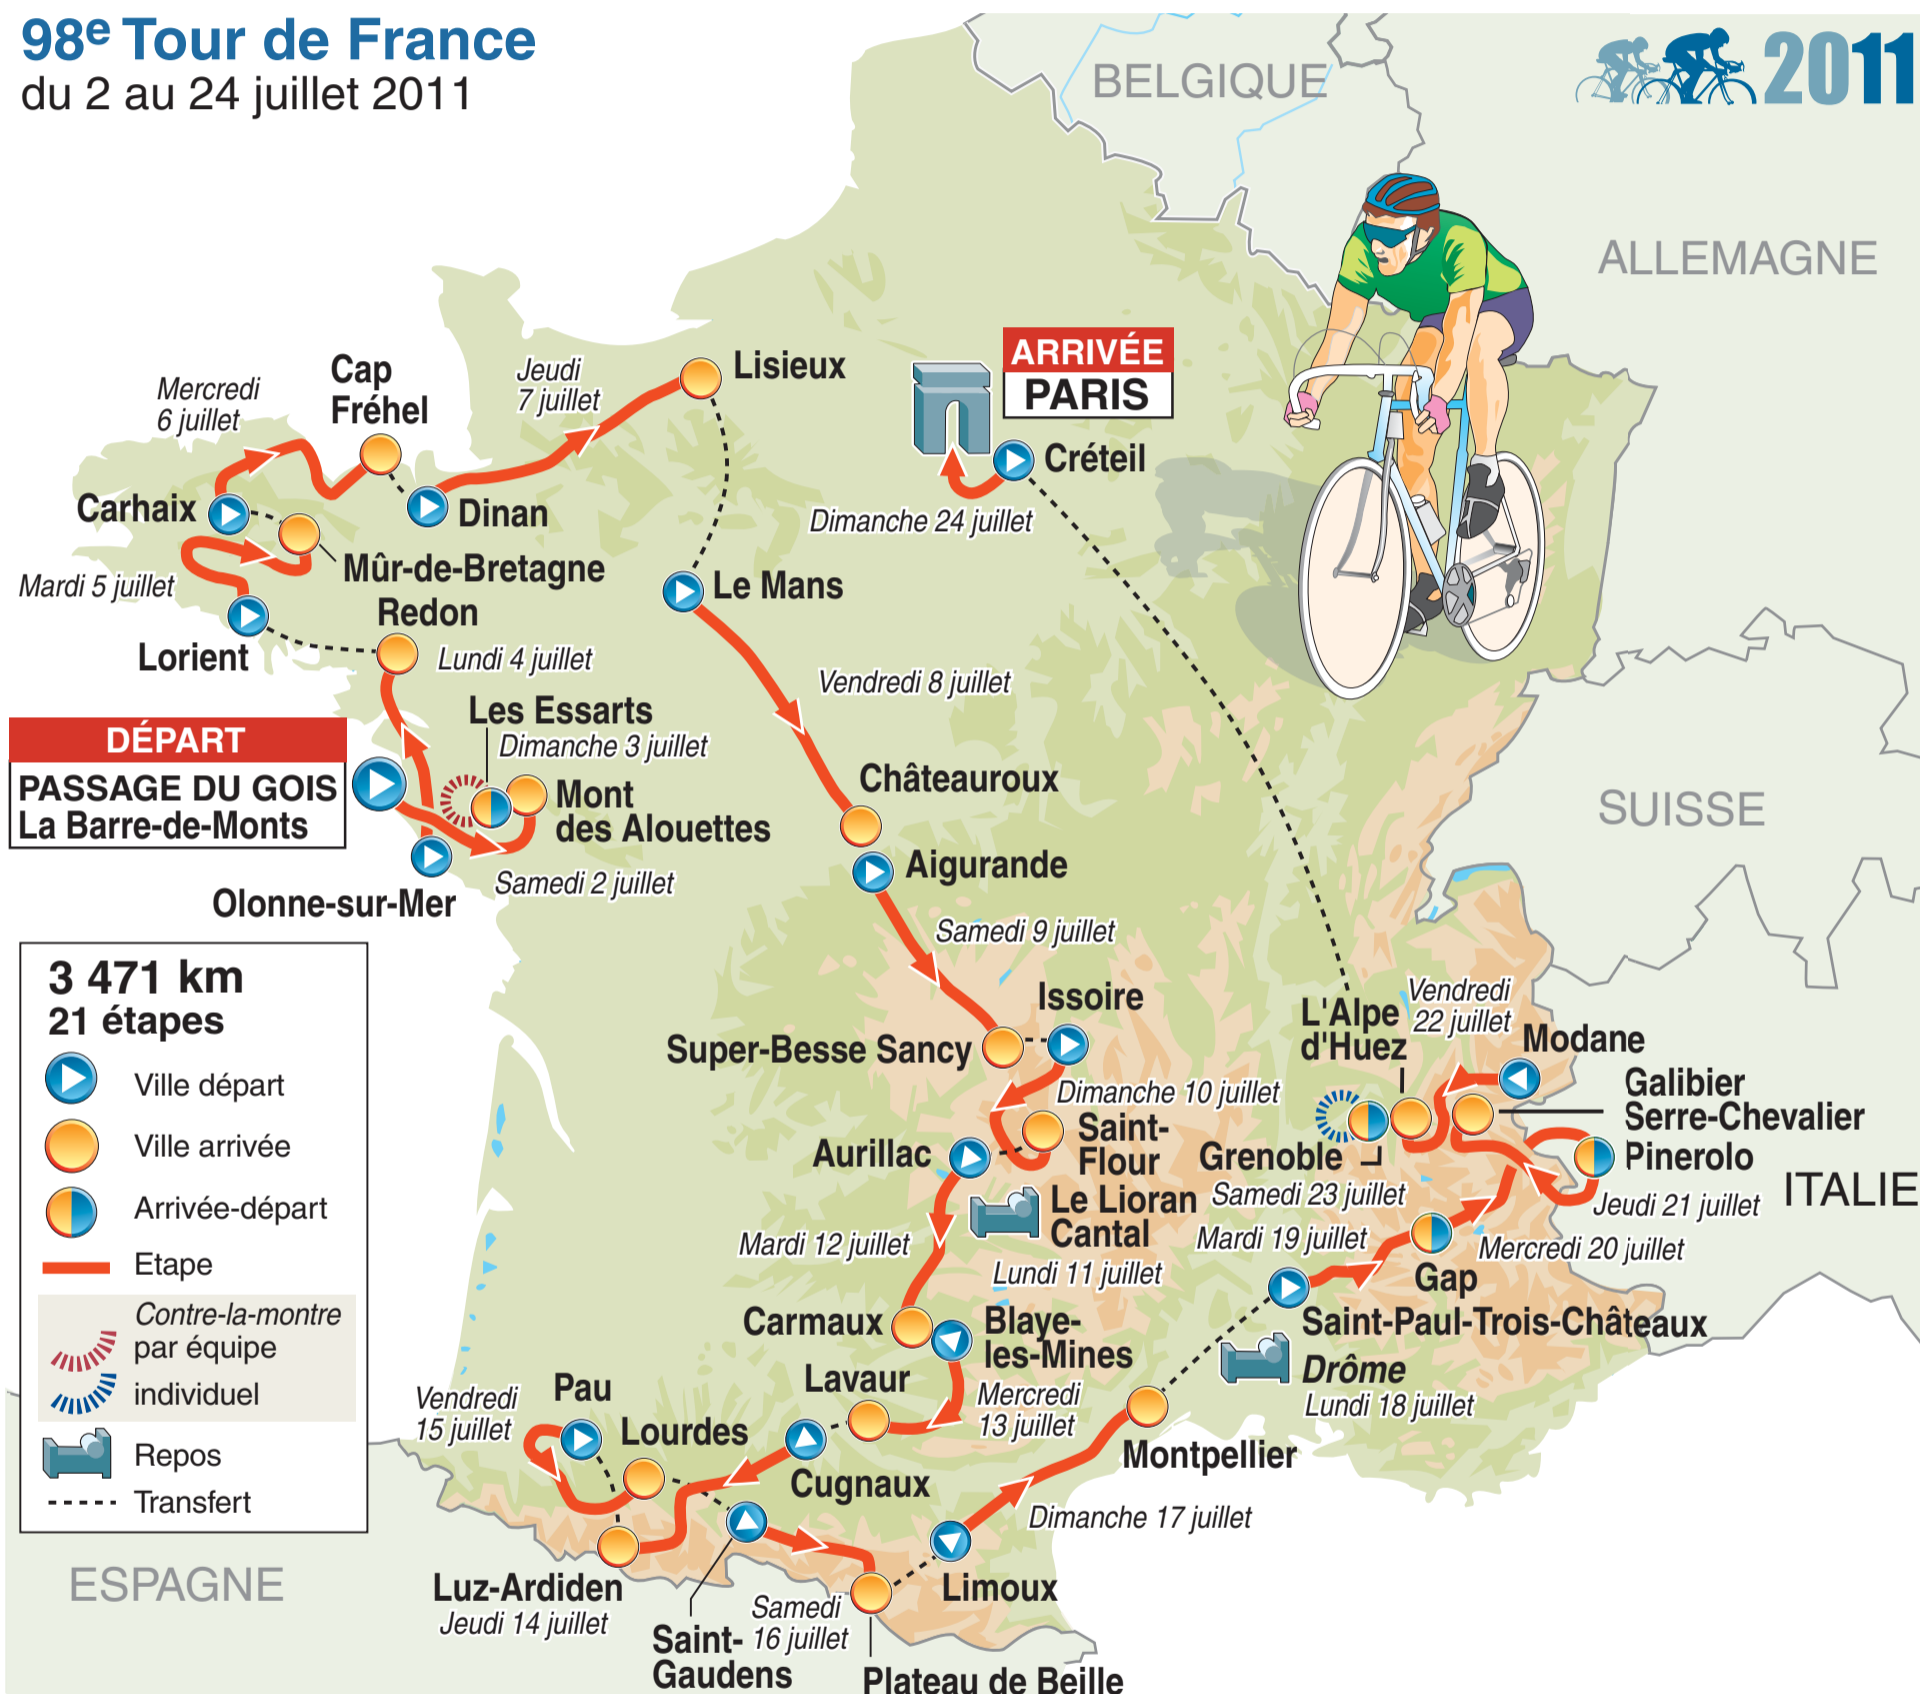 98e Tour de France
du 2 au 24 juillet 2011
2011
BELGIQUE
ALLEMAGNE
SUISSE
ITALIE
ESPAGNE
ARRIVÉE
PARIS
Créteil
Dimanche 24 juillet
Mercredi
6 juillet
Cap
Fréhel
Jeudi
7 juillet
Lisieux
Carhaix
Dinan
Mûr-de-Bretagne
Mardi 5 juillet
Redon
Lorient
Lundi 4 juillet
Le Mans
Vendredi 8 juillet
Les Essarts
Dimanche 3 juillet
DÉPART
PASSAGE DU GOIS
La Barre-de-Monts
Mont
des Alouettes
Samedi 2 juillet
Olonne-sur-Mer
Châteauroux
Aigurande
Samedi 9 juillet
Issoire
Super-Besse Sancy
Dimanche 10 juillet
Saint-
Flour
Aurillac
Le Lioran
Cantal
Lundi 11 juillet
Mardi 12 juillet
Carmaux
Blaye-
les-Mines
Mercredi
13 juillet
Lavaur
Cugnaux
Vendredi
15 juillet
Pau
Lourdes
Luz-Ardiden
Jeudi 14 juillet
Saint-
Gaudens
Samedi
16 juillet
Plateau de Beille
Limoux
Dimanche 17 juillet
Montpellier
L'Alpe
d'Huez
Vendredi
22 juillet
Modane
Galibier
Serre-Chevalier
Pinerolo
Jeudi 21 juillet
Grenoble
Samedi 23 juillet
Mardi 19 juillet
Mercredi 20 juillet
Gap
Saint-Paul-Trois-Châteaux
Drôme
Lundi 18 juillet
3 471 km
21 étapes
Ville départ
Ville arrivée
Arrivée-départ
Etape
Contre-la-montre
par équipe
individuel
Repos
Transfert